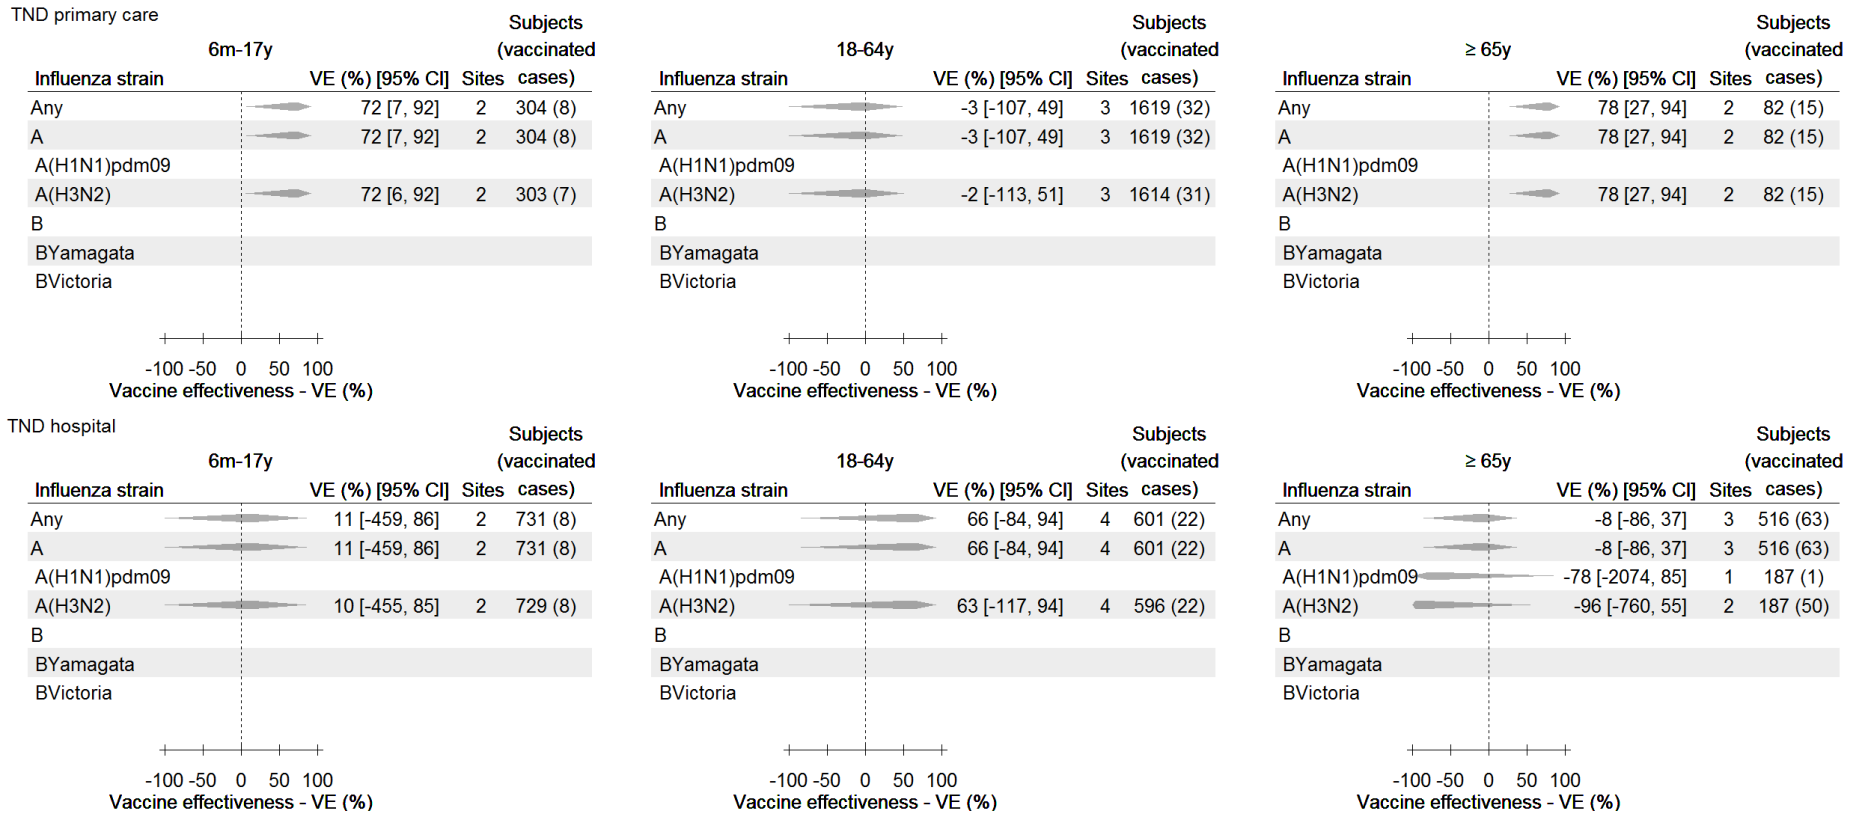 TND primary care
6m-17y
Subjects
(vaccinated
Influenza strain VE (%) [95% CI] Sites cases)
Any 72 [7, 92] 2 304 (8)
A 72 [7, 92] 2 304 (8)
A(H1N1)pdm09
A(H3N2) 72 [6, 92] 2 303 (7)
B
BYamagata
BVictoria
-100 -50 0 50 100
Vaccine effectiveness - VE (%)
18-64y
Subjects
(vaccinated
Influenza strain VE (%) [95% CI] Sites cases)
Any -3 [-107, 49] 3 1619 (32)
A -3 [-107, 49] 3 1619 (32)
A(H1N1)pdm09
A(H3N2) -2 [-113, 51] 3 1614 (31)
B
BYamagata
BVictoria
-100 -50 0 50 100
Vaccine effectiveness - VE (%)
≥ 65y
Subjects
(vaccinated
Influenza strain VE (%) [95% CI] Sites cases)
Any 78 [27, 94] 2 82 (15)
A 78 [27, 94] 2 82 (15)
A(H1N1)pdm09
A(H3N2) 78 [27, 94] 2 82 (15)
B
BYamagata
BVictoria
-100 -50 0 50 100
Vaccine effectiveness - VE (%)
TND hospital
6m-17y
Subjects
(vaccinated
Influenza strain VE (%) [95% CI] Sites cases)
Any 11 [-459, 86] 2 731 (8)
A 11 [-459, 86] 2 731 (8)
A(H1N1)pdm09
A(H3N2) 10 [-455, 85] 2 729 (8)
B
BYamagata
BVictoria
-100 -50 0 50 100
Vaccine effectiveness - VE (%)
18-64y
Subjects
(vaccinated
Influenza strain VE (%) [95% CI] Sites cases)
Any 66 [-84, 94] 4 601 (22)
A 66 [-84, 94] 4 601 (22)
A(H1N1)pdm09
A(H3N2) 63 [-117, 94] 4 596 (22)
B
BYamagata
BVictoria
-100 -50 0 50 100
Vaccine effectiveness - VE (%)
≥ 65y
Subjects
(vaccinated
Influenza strain VE (%) [95% CI] Sites cases)
Any -8 [-86, 37] 3 516 (63)
A -8 [-86, 37] 3 516 (63)
A(H1N1)pdm09 -78 [-2074, 85] 1 187 (1)
A(H3N2) -96 [-760, 55] 2 187 (50)
B
BYamagata
BVictoria
-100 -50 0 50 100
Vaccine effectiveness - VE (%)